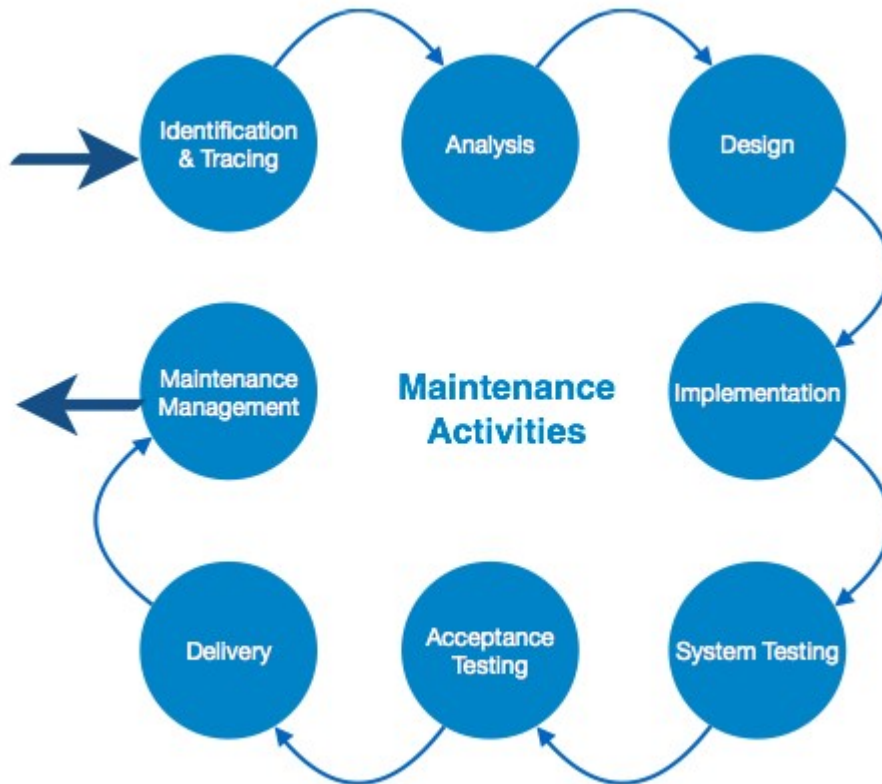 Identification
& Tracing
Analysis
Design
Implementation
System Testing
Acceptance
Testing
Delivery
Maintenance
Management
Maintenance
Activities